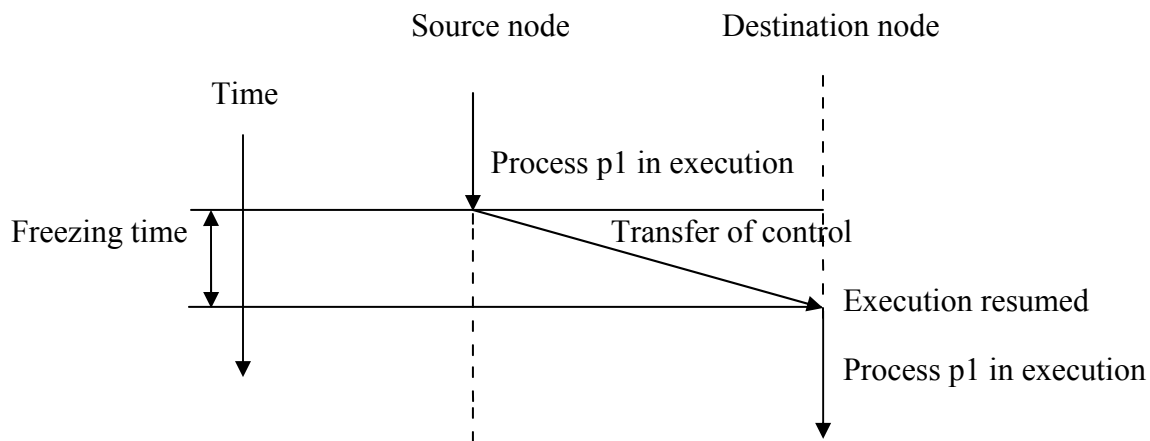 Source node
Destination node
Time
Process p1 in execution
Freezing time
Transfer of control
Execution resumed
Process p1 in execution